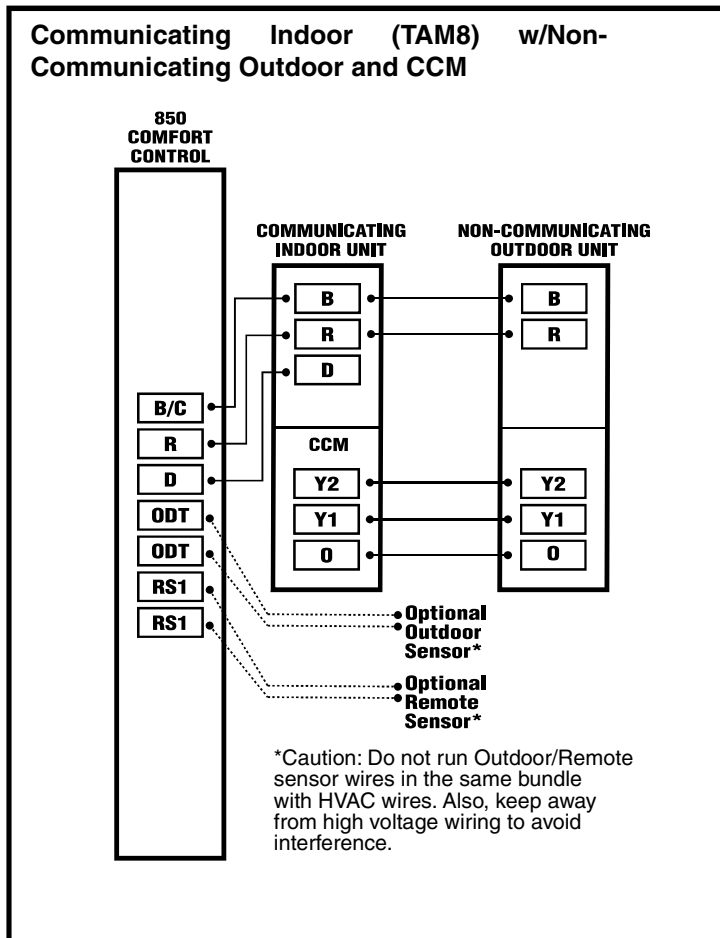 Communicating Indoor (TAM8) w/Non-
Communicating Outdoor and CCM
850
COMFORT
CONTROL
COMMUNICATING
INDOOR UNIT
NON-COMMUNICATING
OUTDOOR UNIT
B
R
D
B
R
B/C
R
D
ODT
ODT
RS1
RS1
CCM
Y2
Y1
O
Y2
Y1
O
Optional
Outdoor
Sensor*
Optional
Remote
Sensor*
*Caution: Do not run Outdoor/Remote
sensor wires in the same bundle
with HVAC wires. Also, keep away
from high voltage wiring to avoid
interference.